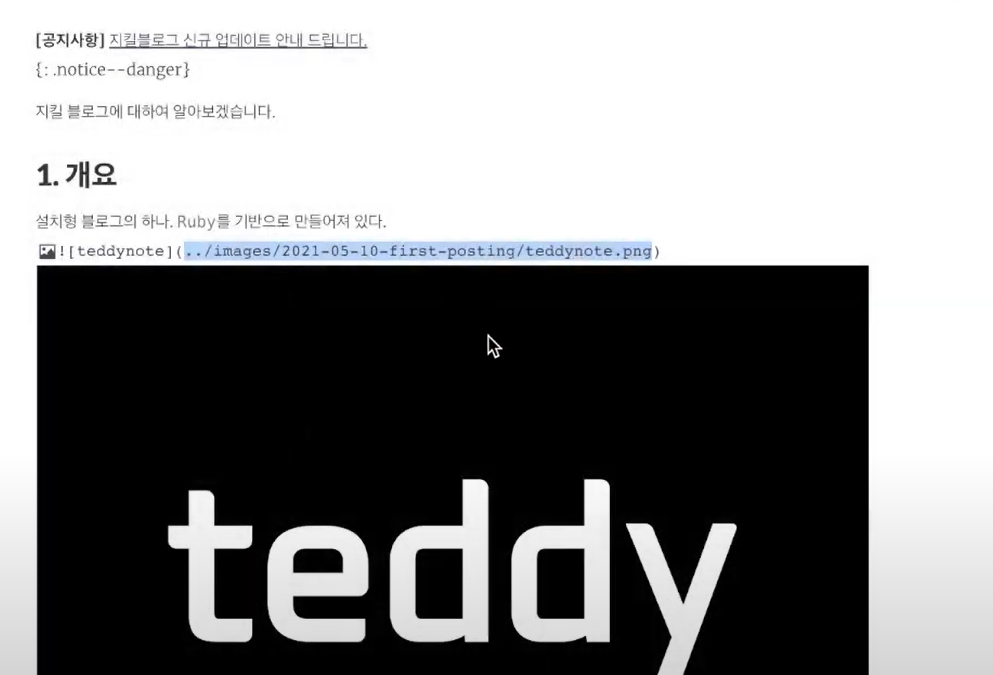 [공지사항] 지킬블로그 신규 업데이트 안내 드립니다.
{: .notice--danger}
지킬 블로그에 대하여 알아보겠습니다.
1. 개요
설치형 블로그의 하나. Ruby를 기반으로 만들어져 있다.
![teddynote](../images/2021-05-10-first-posting/teddynote.png)
teddy